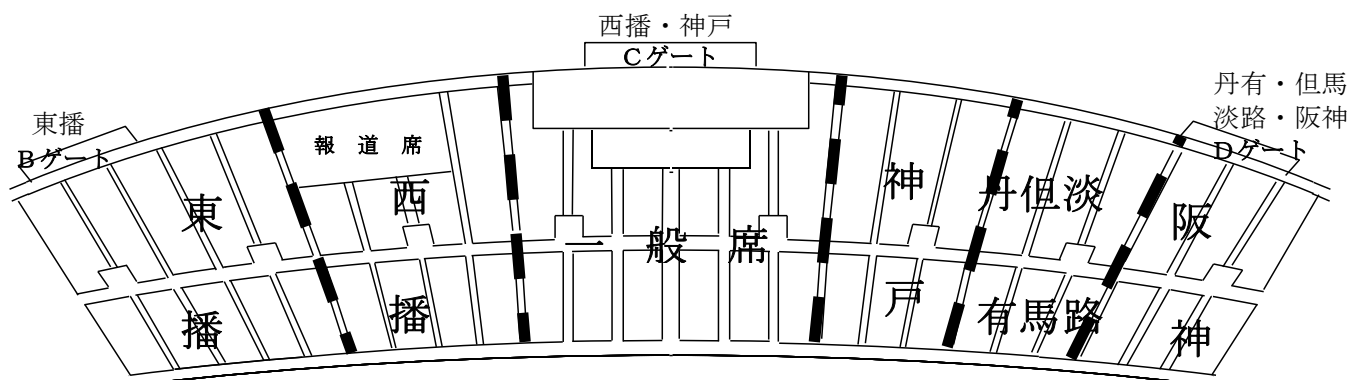 西播・神戸
Cゲート
丹有・但馬
淡路・阪神
Dゲート
東播
Bゲート
報道席
東播
西播
一般席
神戸
丹有
但馬
淡路
阪神